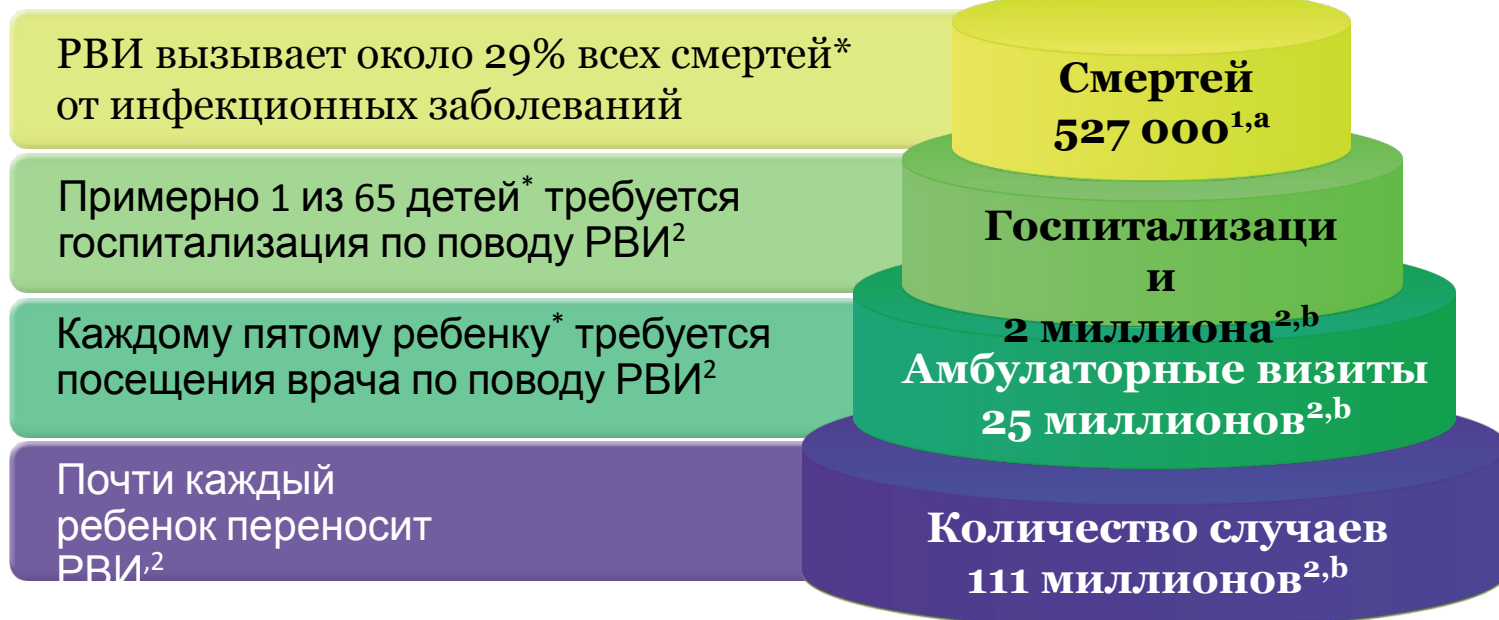 РВИ вызывает около 29% всех смертей*
от инфекционных заболеваний
Смертей
527 000¹,ᵃ
Примерно 1 из 65 детей* требуется
госпитализация по поводу РВИ²
Госпитализаци
и
2 миллиона²,ᵇ
Каждому пятому ребенку* требуется
посещения врача по поводу РВИ²
Амбулаторные визиты
25 миллионов²,ᵇ
Почти каждый
ребенок переносит
РВИ,²
Количество случаев
111 миллионов²,ᵇ